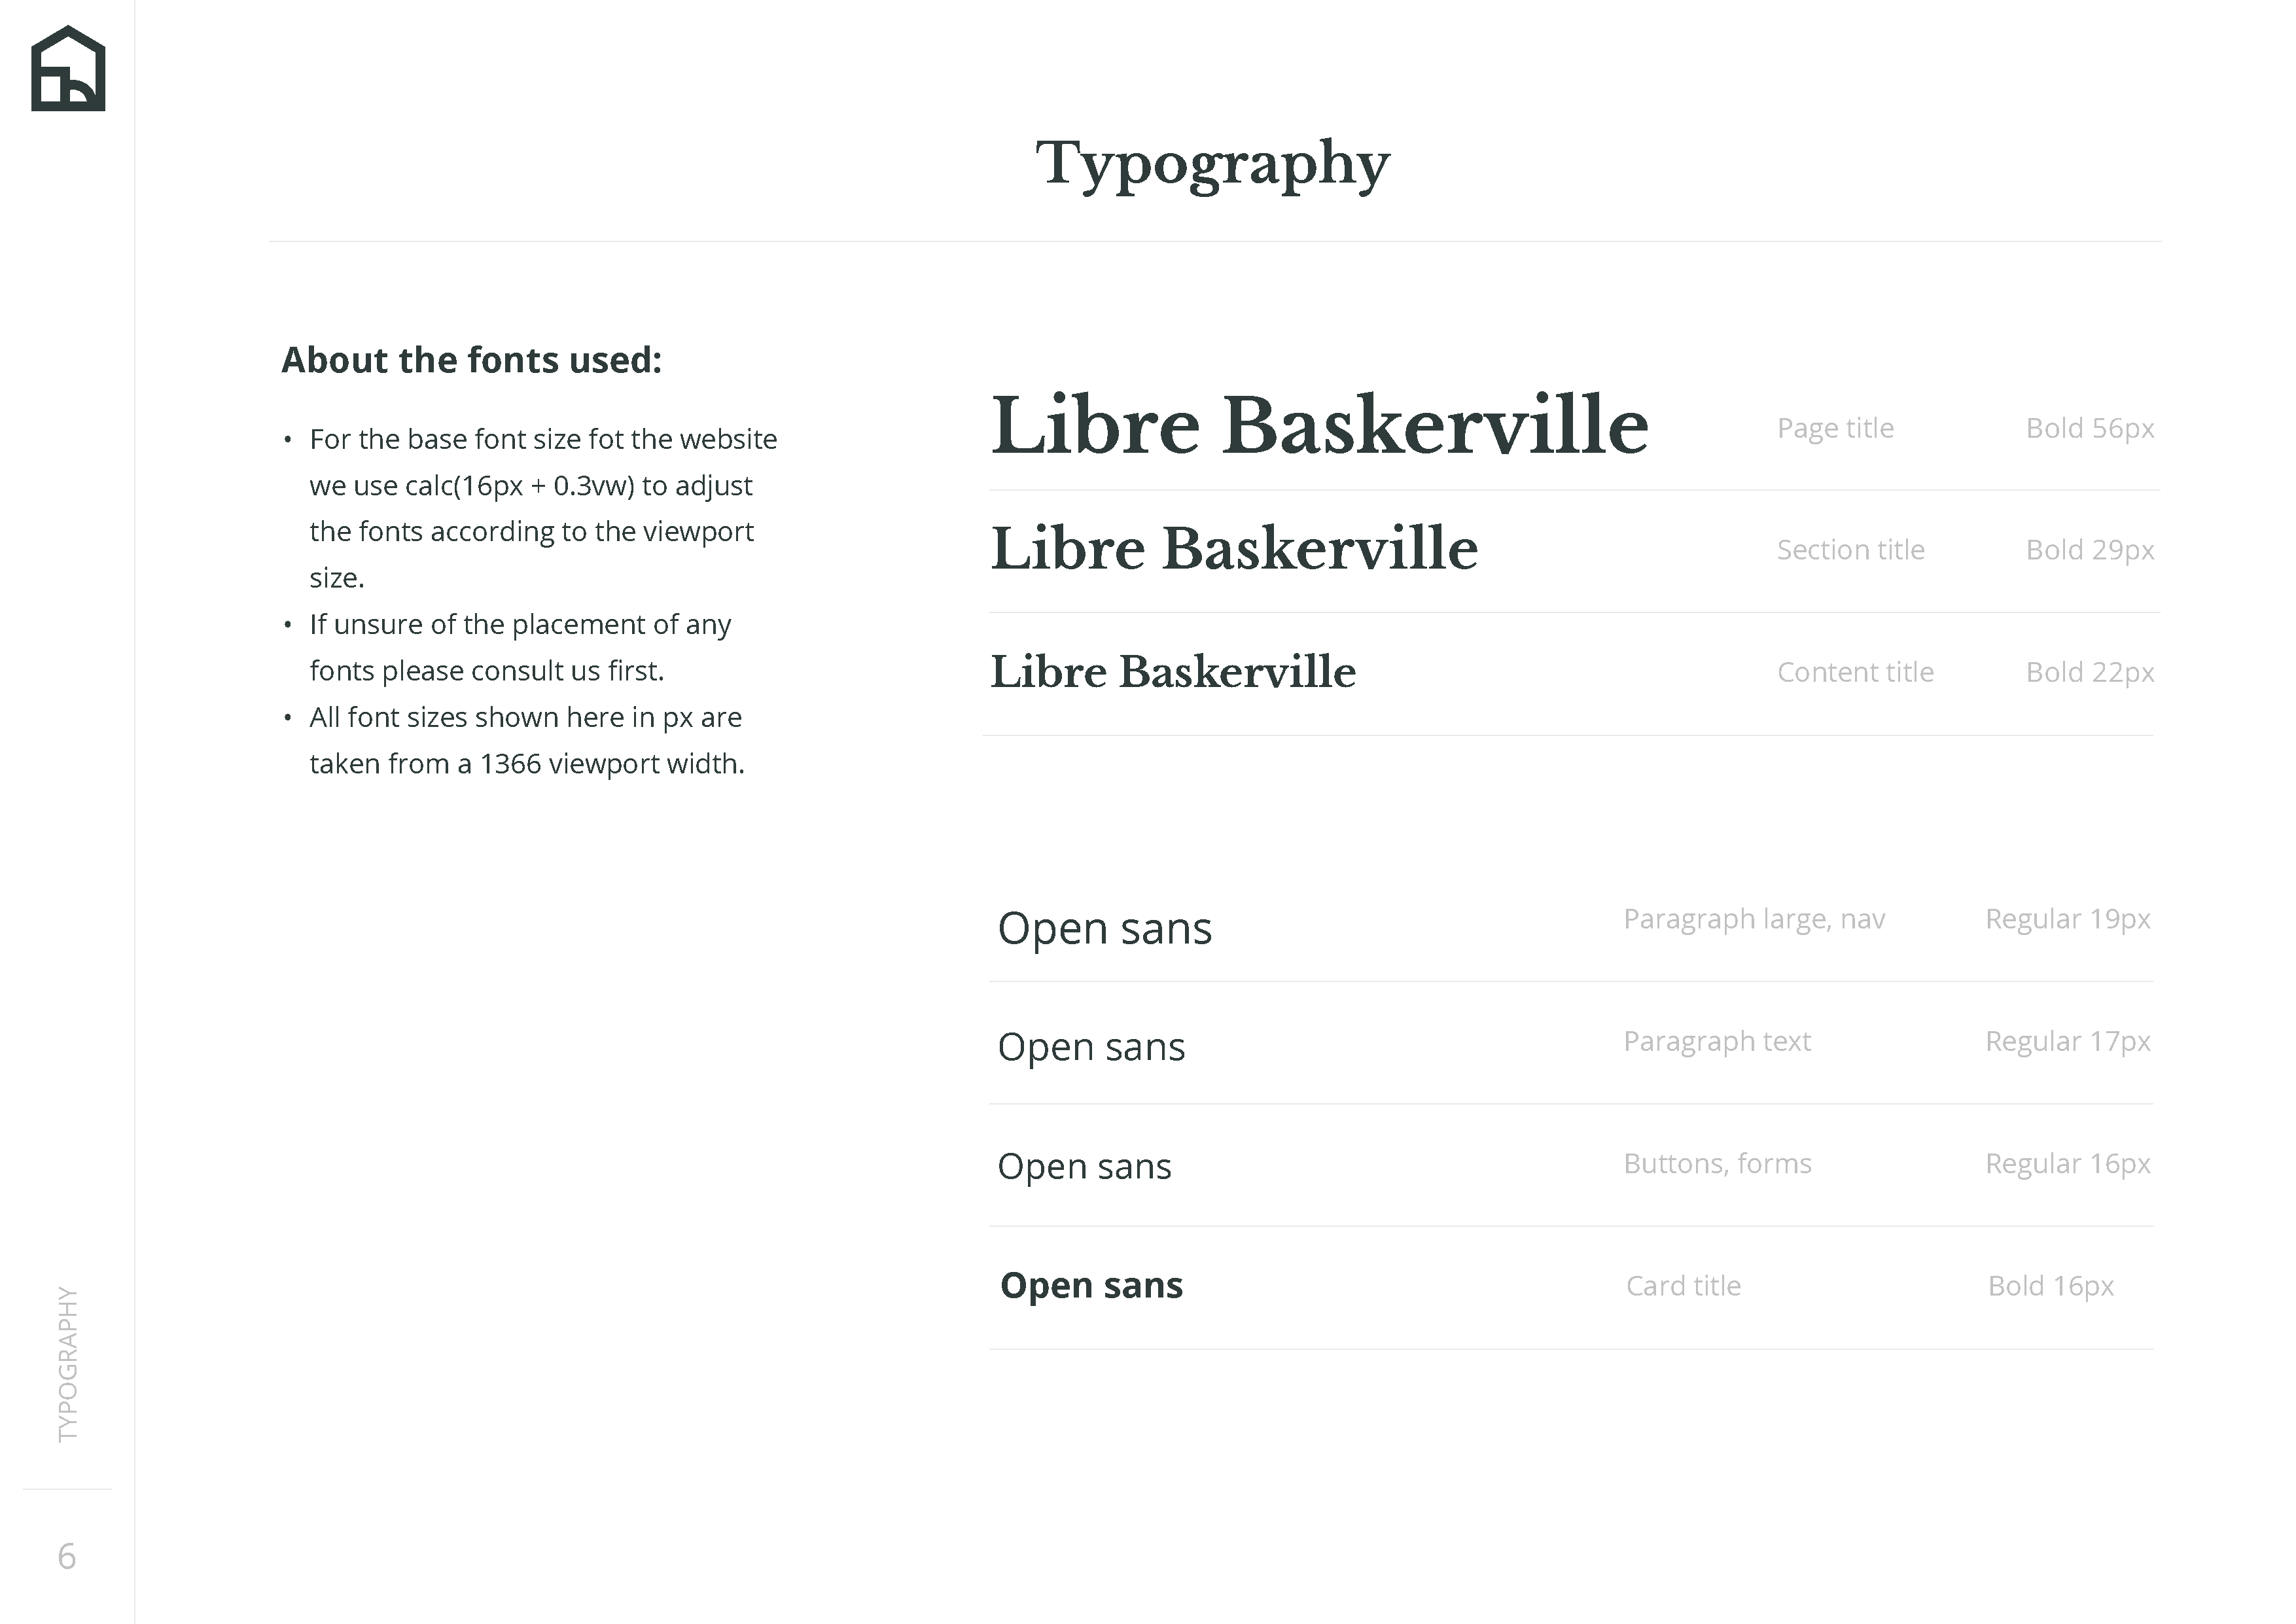 Typography
About the fonts used:
• For the base font size fot the website
we use calc(16px + 0.3vw) to adjust
the fonts according to the viewport
size.
• If unsure of the placement of any
fonts please consult us first.
• All font sizes shown here in px are
taken from a 1366 viewport width.
Libre Baskerville Page title Bold 56px
Libre Baskerville Section title Bold 29px
Libre Baskerville Content title Bold 22px
Open sans Paragraph large, nav Regular 19px
Open sans Paragraph text Regular 17px
Open sans Buttons, forms Regular 16px
Open sans Card title Bold 16px
TYPOGRAPHY
6